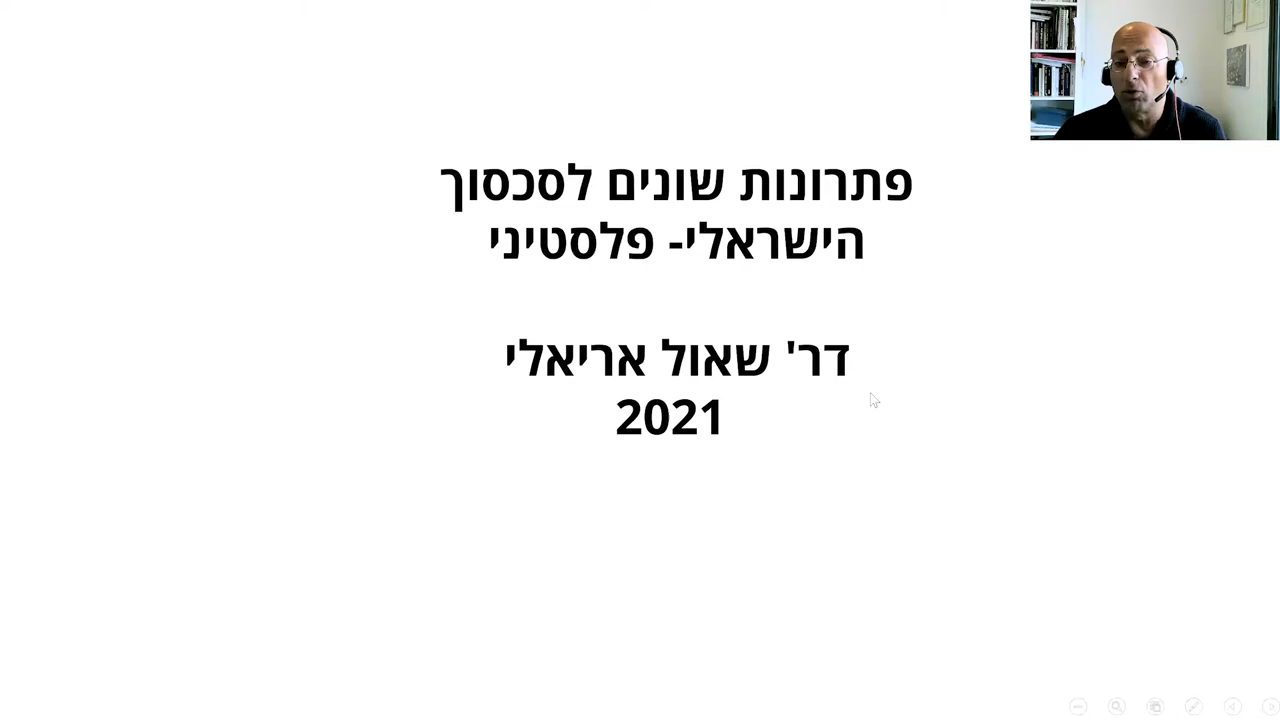 פתרונות שונים לסכסוך
הישראלי- פלסטיני
דר' שאול אריאלי
2021